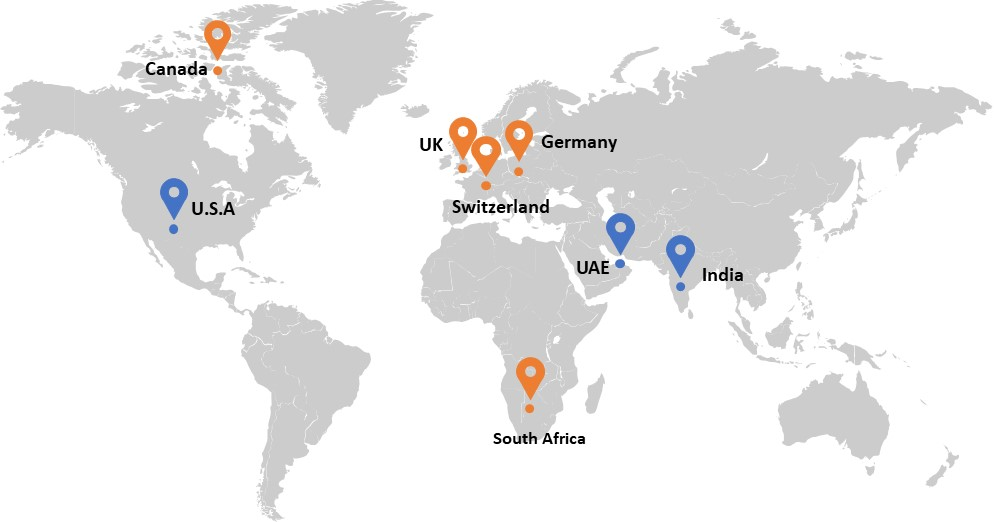 Canada
UK
Germany
Switzerland
U.S.A
UAE
India
South Africa